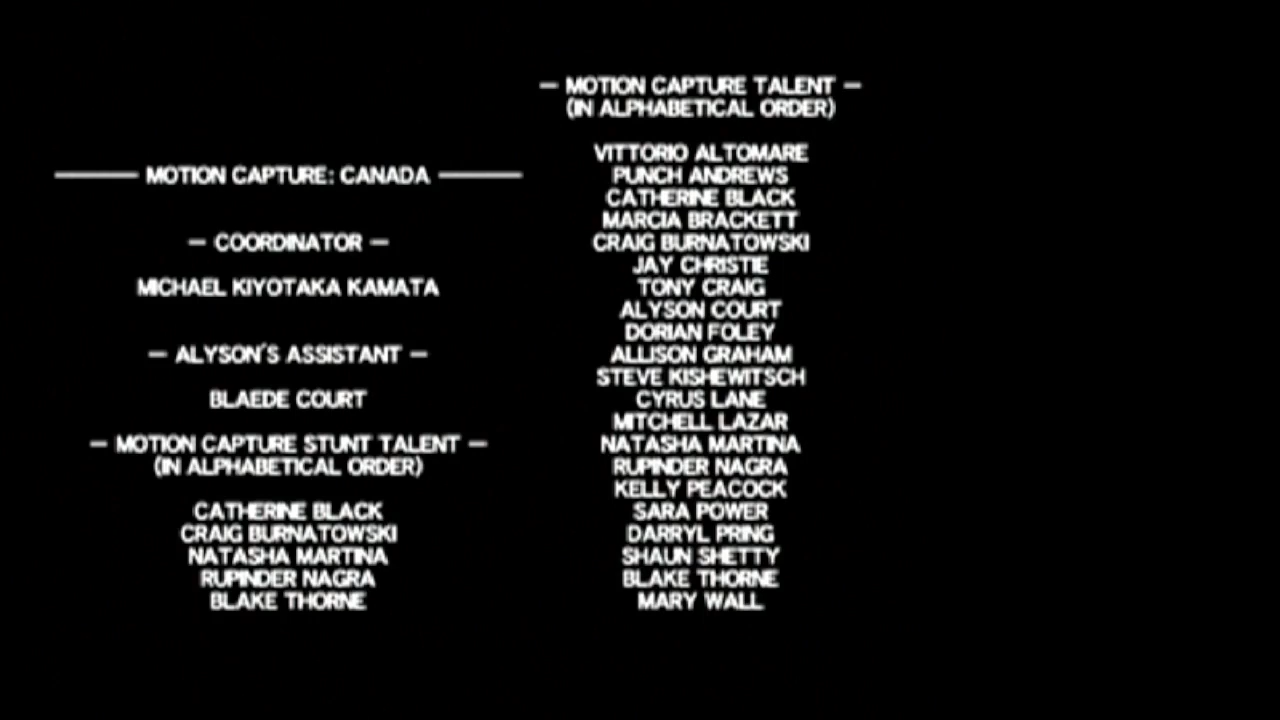 — MOTION CAPTURE: CANADA —
— COORDINATOR —
MICHAEL KIYOTAKA KAMATA
— ALYSON'S ASSISTANT —
BLAEDE COURT
— MOTION CAPTURE STUNT TALENT —
(IN ALPHABETICAL ORDER)
CATHERINE BLACK
CRAIG BURNATOWSKI
NATASHA MARTINA
RUPINDER NAGRA
BLAKE THORNE
— MOTION CAPTURE TALENT —
(IN ALPHABETICAL ORDER)
VITTORIO ALTOMARE
PUNCH ANDREWS
CATHERINE BLACK
MARCIA BRACKETT
CRAIG BURNATOWSKI
JAY CHRISTIE
TONY CRAIG
ALYSON COURT
DORIAN FOLEY
ALLISON GRAHAM
STEVE KISHEWITSCH
CYRUS LANE
MITCHELL LAZAR
NATASHA MARTINA
RUPINDER NAGRA
KELLY PEACOCK
SARA POWER
DARRYL PRING
SHAUN SHETTY
BLAKE THORNE
MARY WALL